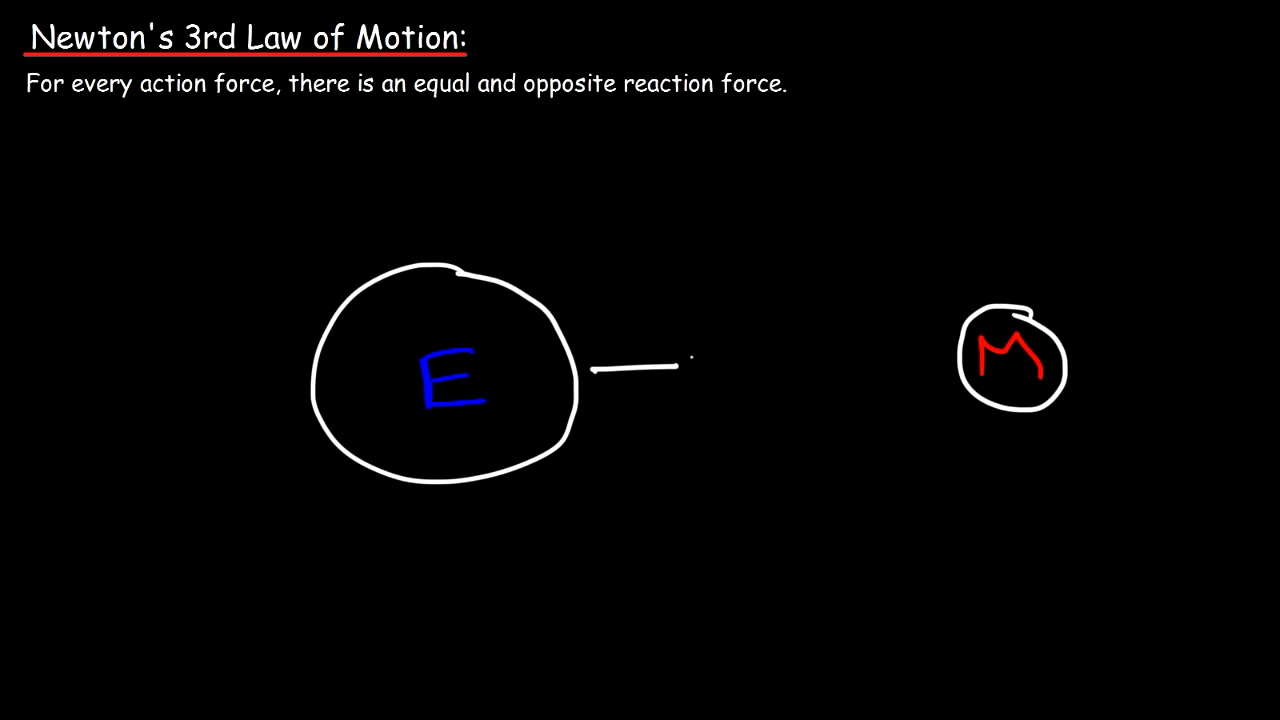 Newton's 3rd Law of Motion:
For every action force, there is an equal and opposite reaction force.
E
M